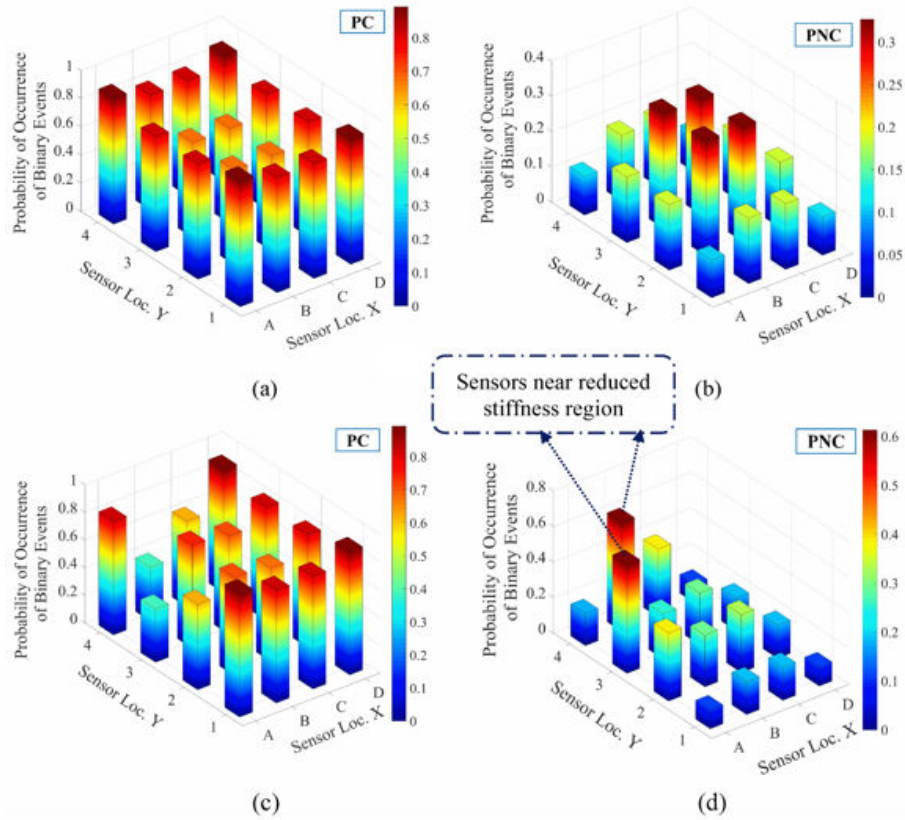 PC
0.8
0.7
0.6
0.5
0.4
0.3
0.2
0.1
0
Probability of Occurrence
of Binary Events
1
0.8
0.6
0.4
0.2
0
4
3
2
1
Sensor Loc. Y
A
B
C
D
Sensor Loc. X
(a)
PNC
0.3
0.25
0.2
0.15
0.1
0.05
0
Probability of Occurrence
of Binary Events
0.4
0.3
0.2
0.1
0
4
3
2
1
Sensor Loc. Y
A
B
C
D
Sensor Loc. X
(b)
Sensors near reduced
stiffness region
PC
0.8
0.7
0.6
0.5
0.4
0.3
0.2
0.1
0
Probability of Occurrence
of Binary Events
1
0.8
0.6
0.4
0.2
0
4
3
2
1
Sensor Loc. Y
A
B
C
D
Sensor Loc. X
(c)
PNC
0.6
0.5
0.4
0.3
0.2
0.1
0
Probability of Occurrence
of Binary Events
0.8
0.6
0.4
0.2
0
4
3
2
1
Sensor Loc. Y
A
B
C
D
Sensor Loc. X
(d)